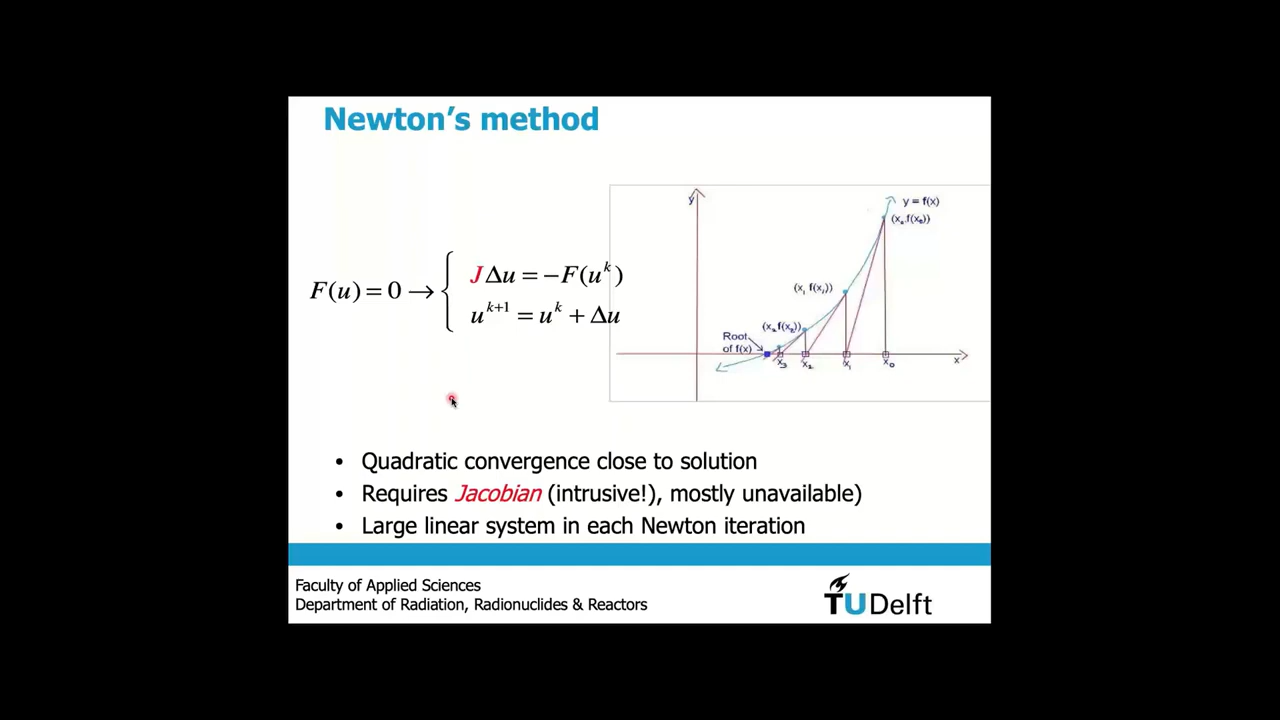 Newton's method
F(u) = 0 → { J Δu = −F(u^k)
u^{k+1} = u^k + Δu
y
y = f(x)
(x₀,f(x₀))
(x₁ f(x₁))
(x₂ f(x₂))
Root
of f(x)
x₃ x₂ x₁ x₀ x
• Quadratic convergence close to solution
• Requires Jacobian (intrusive!), mostly unavailable)
• Large linear system in each Newton iteration
Faculty of Applied Sciences
Department of Radiation, Radionuclides & Reactors
TUDelft